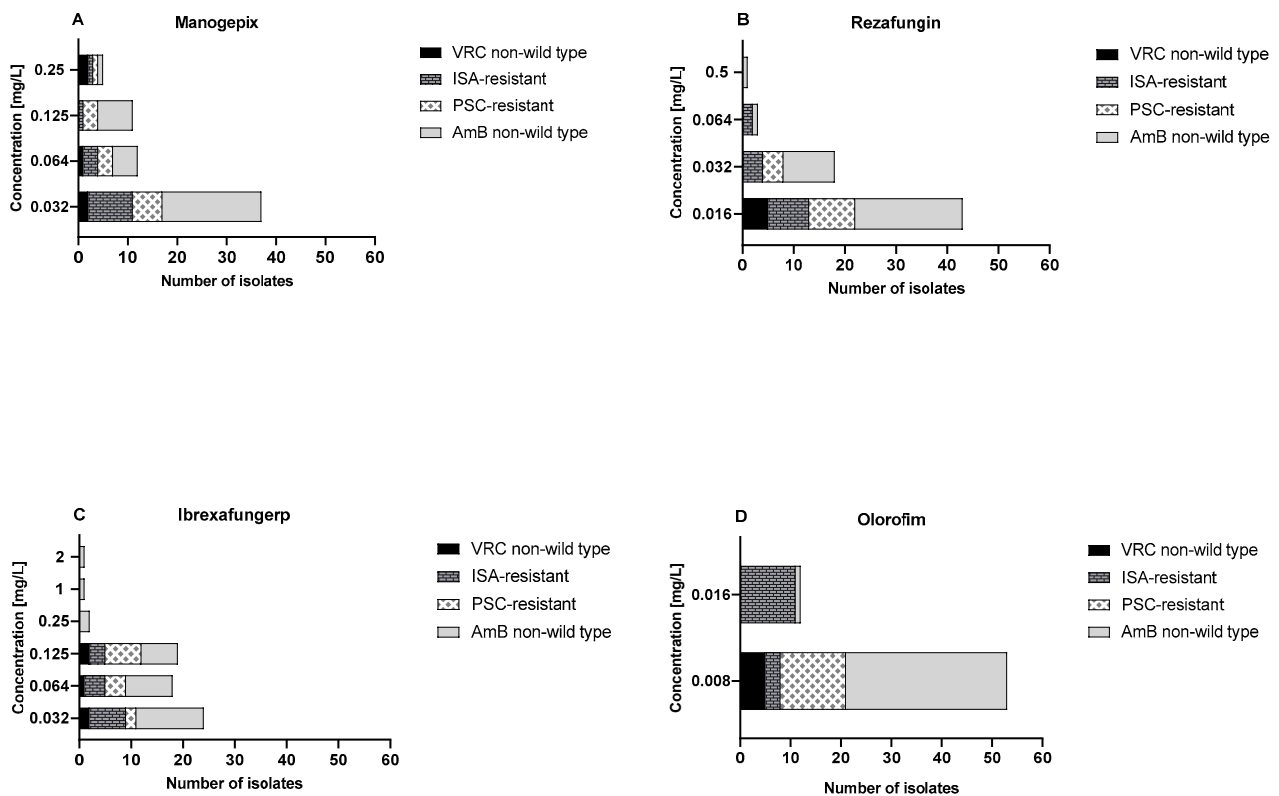 A
Manogepix
Concentration [mg/L]
0.25
0.125
0.064
0.032
0 10 20 30 40 50 60
Number of isolates
VRC non-wild type
ISA-resistant
PSC-resistant
AmB non-wild type
B
Rezafungin
Concentration [mg/L]
0.5
0.064
0.032
0.016
0 10 20 30 40 50 60
Number of isolates
VRC non-wild type
ISA-resistant
PSC-resistant
AmB non-wild type
C
Ibrexafungerp
Concentration [mg/L]
2
1
0.25
0.125
0.064
0.032
0 10 20 30 40 50 60
Number of isolates
VRC non-wild type
ISA-resistant
PSC-resistant
AmB non-wild type
D
Olorofim
Concentration [mg/L]
0.016
0.008
0 10 20 30 40 50 60
Number of isolates
VRC non-wild type
ISA-resistant
PSC-resistant
AmB non-wild type